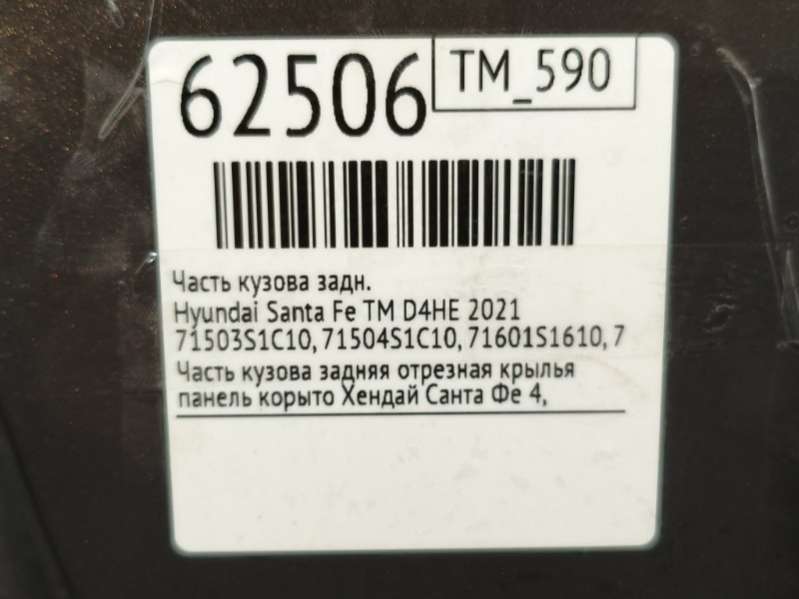 62506
TM_590
Часть кузова задн.
Hyundai Santa Fe TM D4HE 2021
71503S1C10, 71504S1C10, 71601S1610, 7
Часть кузова задняя отрезная крылья
панель корыто Хендай Санта Фе 4,